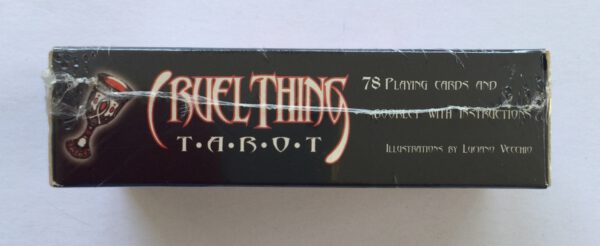 CRUEL THING
T·A·R·O·T
78 PLAYING CARDS AND
BOOKLET WITH INSTRUCTIONS
ILLUSTRATIONS BY LUCIANO VECCHIO